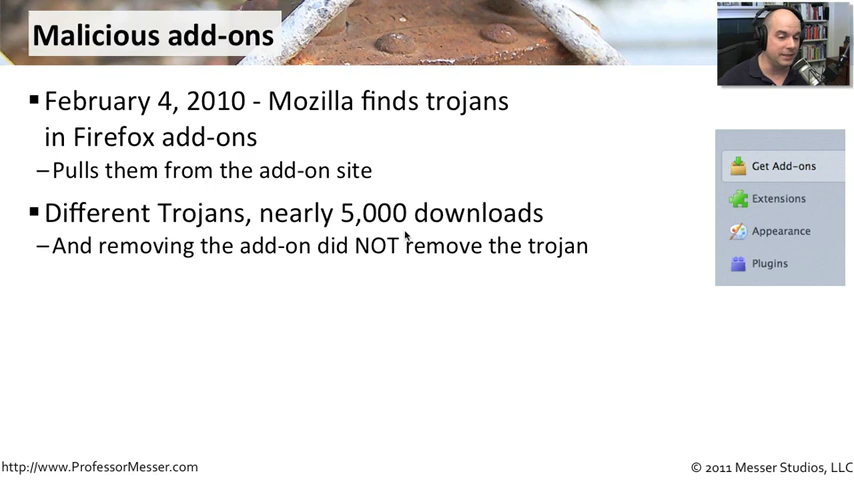 Malicious add-ons
▪ February 4, 2010 - Mozilla finds trojans
in Firefox add-ons
–Pulls them from the add-on site
▪ Different Trojans, nearly 5,000 downloads
–And removing the add-on did NOT remove the trojan
Get Add-ons
Extensions
Appearance
Plugins
http://www.ProfessorMesser.com
© 2011 Messer Studios, LLC